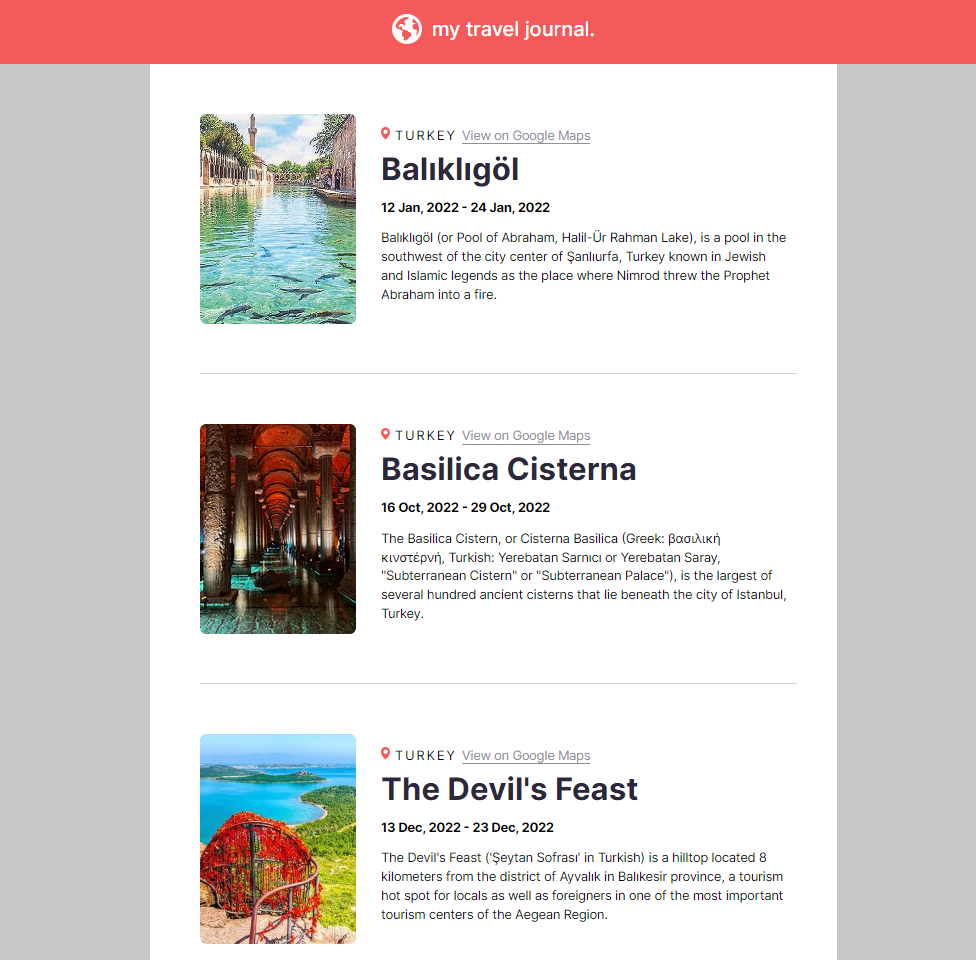 my travel journal.
TURKEY View on Google Maps
Balıklıgöl
12 Jan, 2022 - 24 Jan, 2022
Balıklıgöl (or Pool of Abraham, Halil-Ür Rahman Lake), is a pool in the
southwest of the city center of Şanlıurfa, Turkey known in Jewish
and Islamic legends as the place where Nimrod threw the Prophet
Abraham into a fire.
TURKEY View on Google Maps
Basilica Cisterna
16 Oct, 2022 - 29 Oct, 2022
The Basilica Cistern, or Cisterna Basilica (Greek: βασιλική
κινστέρνή, Turkish: Yerebatan Sarnıcı or Yerebatan Saray,
"Subterranean Cistern" or "Subterranean Palace"), is the largest of
several hundred ancient cisterns that lie beneath the city of Istanbul,
Turkey.
TURKEY View on Google Maps
The Devil's Feast
13 Dec, 2022 - 23 Dec, 2022
The Devil's Feast ('Şeytan Sofrası' in Turkish) is a hilltop located 8
kilometers from the district of Ayvalık in Balıkesir province, a tourism
hot spot for locals as well as foreigners in one of the most important
tourism centers of the Aegean Region.